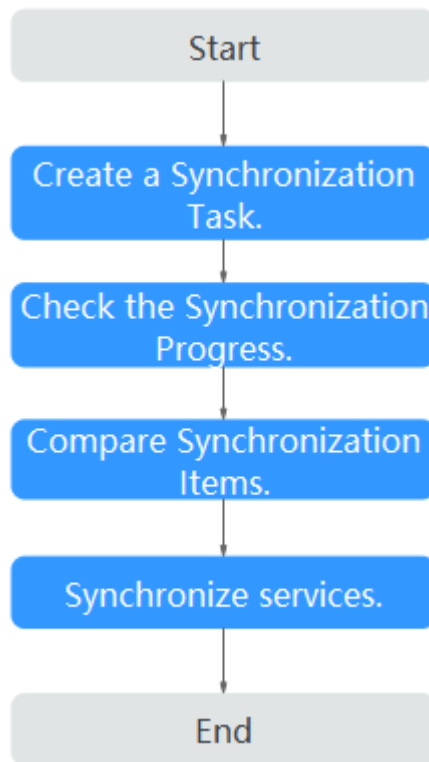 Start
Create a Synchronization
Task.
Check the Synchronization
Progress.
Compare Synchronization
Items.
Synchronize services.
End